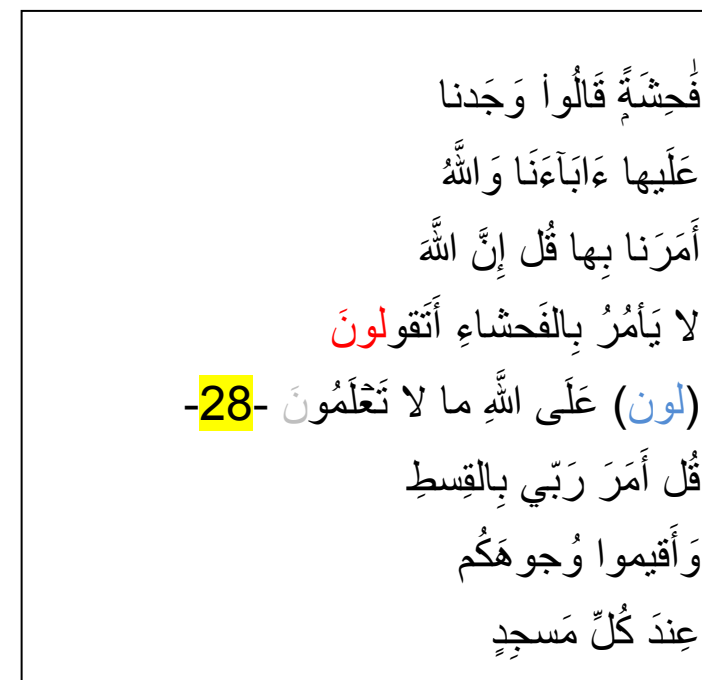 فَٰحِشَةًۭ قَالُوا۟ وَجَدنا
عَلَيها ءَابَآءَنَا وَاللَّهُ
أَمَرَنا بِها قُل إِنَّ اللَّهَ
لا يَأمُرُ بِالفَحشاءِ أَتَقولونَ
(لون) عَلَى اللَّهِ ما لا تَعْلَمُونَ -28-
قُل أَمَرَ رَبّي بِالقِسطِ
وَأَقيموا وُجوهَكُم
عِندَ كُلِّ مَسجِدٍ